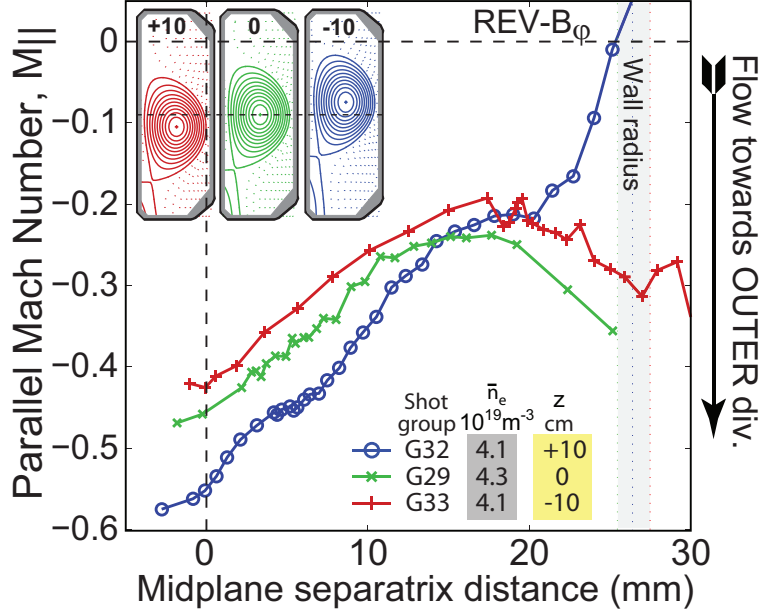 +10 0 -10
REV-Bφ
Parallel Mach Number, M||
0
−0.1
−0.2
−0.3
−0.4
−0.5
−0.6
Wall radius
Flow towards OUTER div.
Shot group n̄e 10¹⁹m⁻³ z cm
G32 4.1 +10
G29 4.3 0
G33 4.1 -10
0 10 20 30
Midplane separatrix distance (mm)